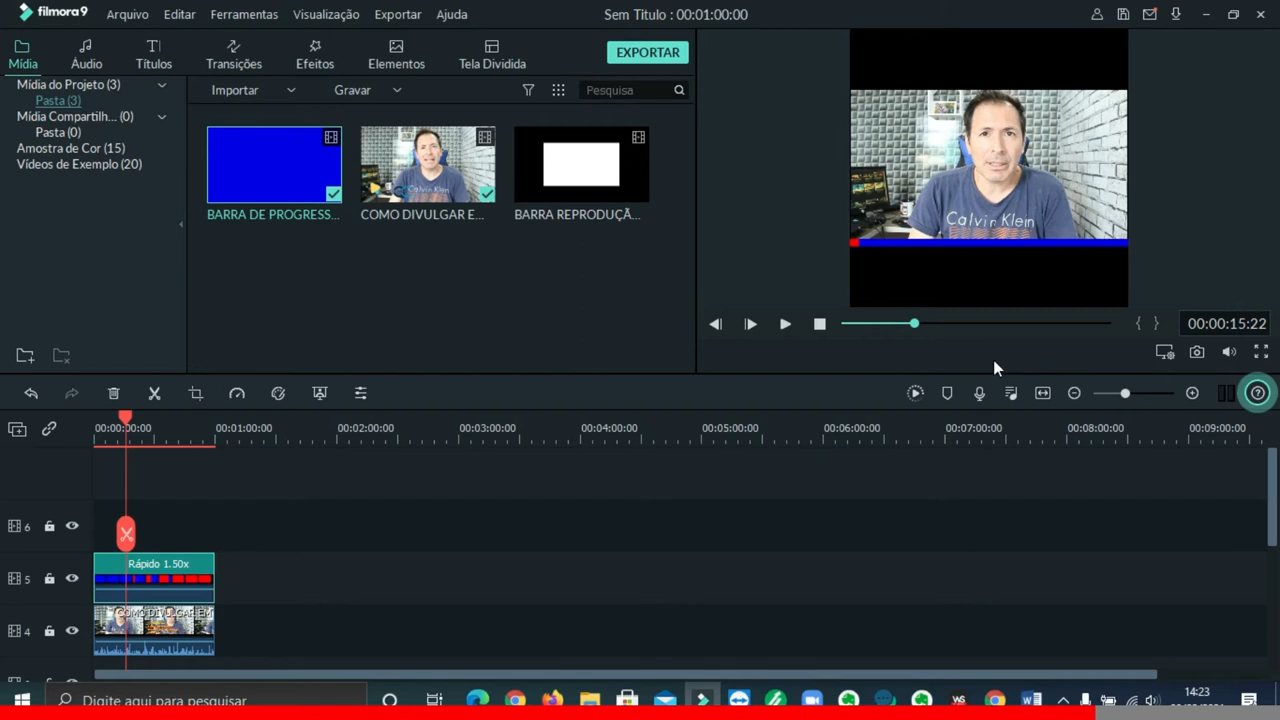 filmora9 Arquivo Editar Ferramentas Visualização Exportar Ajuda Sem Titulo : 00:01:00:00
Mídia Áudio Títulos Transições Efeitos Elementos Tela Dividida EXPORTAR
Mídia do Projeto (3)
Pasta (3)
Mídia Compartilh... (0)
Pasta (0)
Amostra de Cor (15)
Vídeos de Exemplo (20)
Importar Gravar Pesquisa
BARRA DE PROGRESS... COMO DIVULGAR E... BARRA REPRODUÇÃ...
Calvin Klein
00:00:15:22
00:00:00:00 00:01:00:00 00:02:00:00 00:03:00:00 00:04:00:00 00:05:00:00 00:06:00:00 00:07:00:00 00:08:00:00 00:09:00:00
6
Rápido 1.50x
5
COMO DIVULGAR EM
4
Digite aqui para pesquisar
14:23